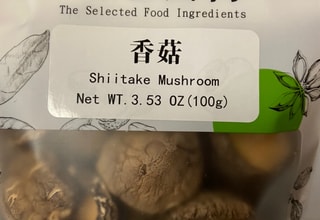 The Selected Food Ingredients
香菇
Shiitake Mushroom
Net WT.3.53 OZ(100g)